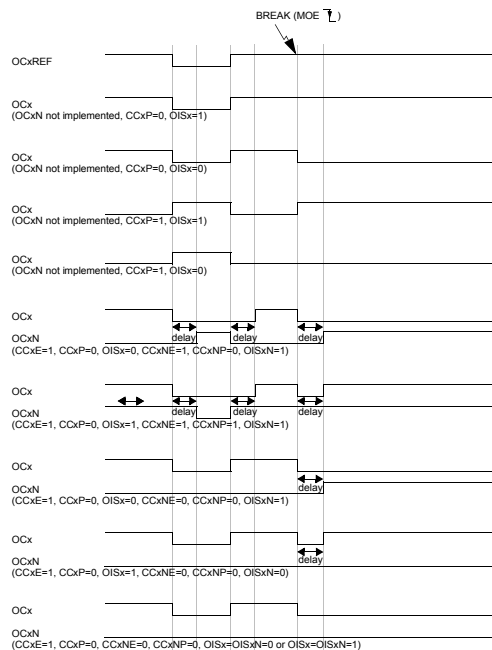 BREAK (MOE )
OCxREF
OCx
(OCxN not implemented, CCxP=0, OISx=1)
OCx
(OCxN not implemented, CCxP=0, OISx=0)
OCx
(OCxN not implemented, CCxP=1, OISx=1)
OCx
(OCxN not implemented, CCxP=1, OISx=0)
OCx
delay delay delay
OCxN
(CCxE=1, CCxP=0, OISx=0, CCxNE=1, CCxNP=0, OISxN=1)
OCx
delay delay delay
OCxN
(CCxE=1, CCxP=0, OISx=1, CCxNE=1, CCxNP=1, OISxN=1)
OCx
delay
OCxN
(CCxE=1, CCxP=0, OISx=0, CCxNE=0, CCxNP=0, OISxN=1)
OCx
delay
OCxN
(CCxE=1, CCxP=0, OISx=1, CCxNE=0, CCxNP=0, OISxN=0)
OCx
OCxN
(CCxE=1, CCxP=0, CCxNE=0, CCxNP=0, OISx=OISxN=0 or OISx=OISxN=1)